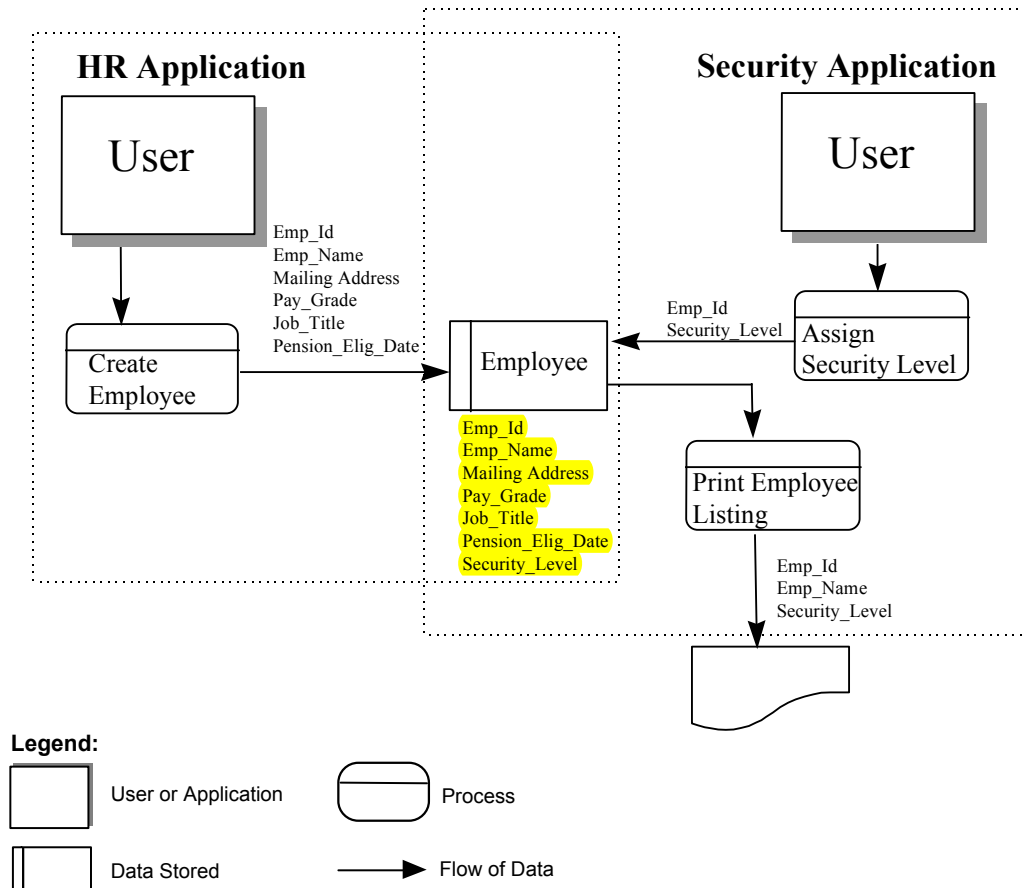 HR Application
User
Emp_Id
Emp_Name
Mailing Address
Pay_Grade
Job_Title
Pension_Elig_Date
Create
Employee
Security Application
User
Emp_Id
Security_Level
Assign
Security Level
Employee
Emp_Id
Emp_Name
Mailing Address
Pay_Grade
Job_Title
Pension_Elig_Date
Security_Level
Print Employee
Listing
Emp_Id
Emp_Name
Security_Level
Legend:
User or Application
Process
Data Stored
Flow of Data